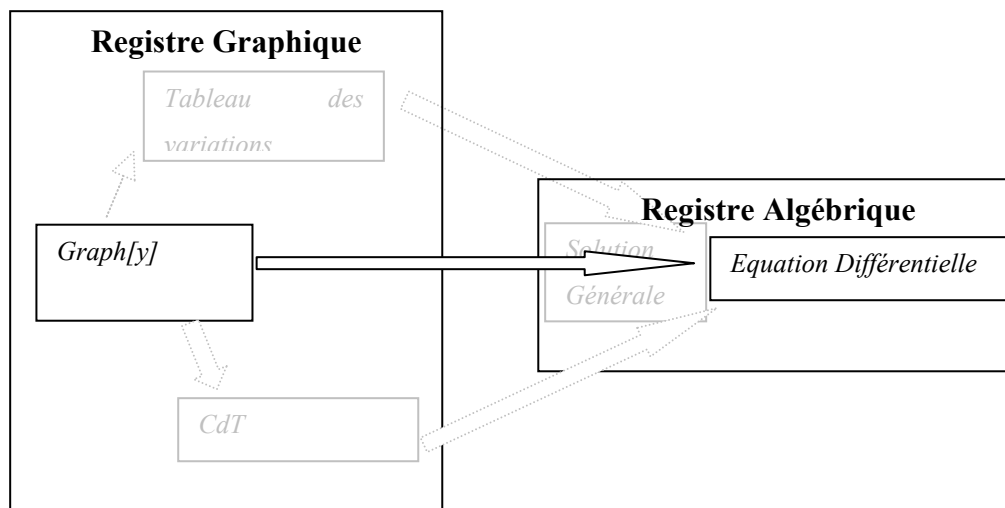 Registre Graphique
Tableau des
variations
Registre Algébrique
Graph[y]
Solution
Générale
Equation Différentielle
CdT